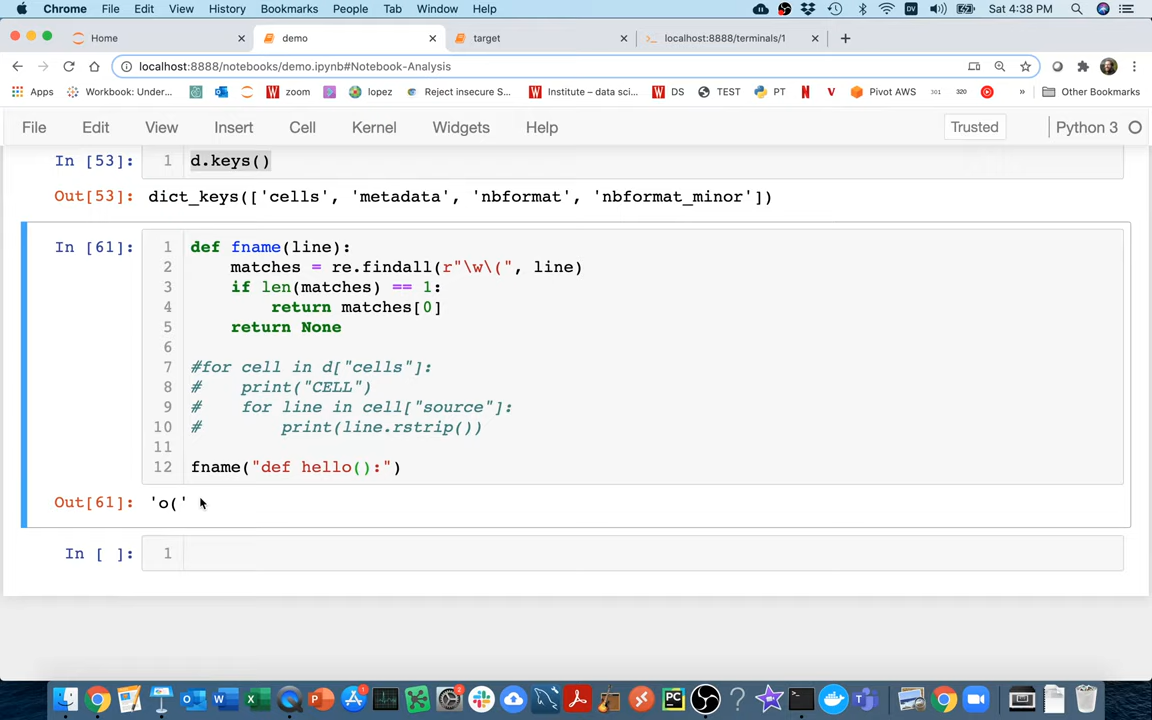 Chrome File Edit View History Bookmarks People Tab Window Help Sat 4:38 PM
Home demo target localhost:8888/terminals/1
localhost:8888/notebooks/demo.ipynb#Notebook-Analysis
Apps Workbook: Under... zoom lopez Reject insecure S... Institute – data sci... DS TEST PT Pivot AWS 301 320 » Other Bookmarks
File Edit View Insert Cell Kernel Widgets Help Trusted Python 3
In [53]: 1 d.keys()
Out[53]: dict_keys(['cells', 'metadata', 'nbformat', 'nbformat_minor'])
In [61]: 1 def fname(line):
2 matches = re.findall(r"\w\(", line)
3 if len(matches) == 1:
4 return matches[0]
5 return None
6
7 #for cell in d["cells"]:
8 # print("CELL")
9 # for line in cell["source"]:
10 # print(line.rstrip())
11
12 fname("def hello():")
Out[61]: 'o('
In [ ]: 1